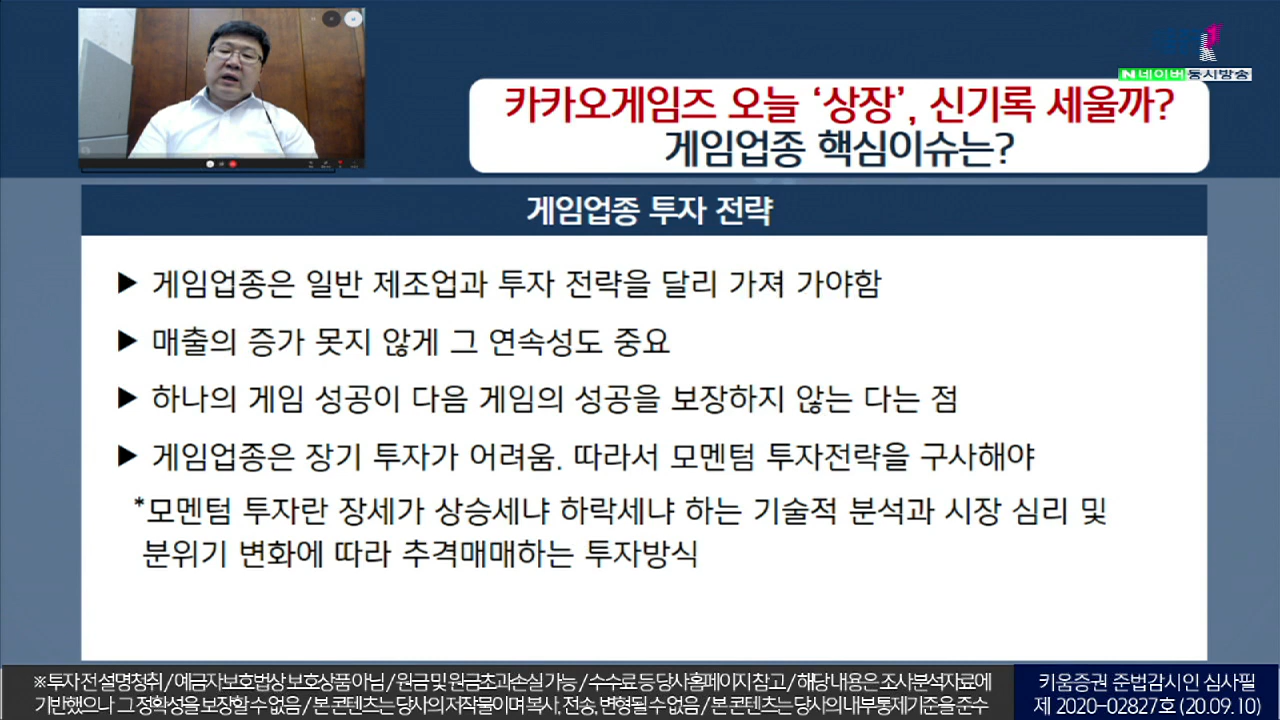 N 네이버 동시방송
카카오게임즈 오늘 ‘상장’, 신기록 세울까?
게임업종 핵심이슈는?
게임업종 투자 전략
▶ 게임업종은 일반 제조업과 투자 전략을 달리 가져 가야함
▶ 매출의 증가 못지 않게 그 연속성도 중요
▶ 하나의 게임 성공이 다음 게임의 성공을 보장하지 않는 다는 점
▶ 게임업종은 장기 투자가 어려움. 따라서 모멘텀 투자전략을 구사해야
*모멘텀 투자란 장세가 상승세냐 하락세냐 하는 기술적 분석과 시장 심리 및
분위기 변화에 따라 추격매매하는 투자방식
※ 투자 전 설명청취 / 예금자보호법상 보호상품 아님 / 원금 및 원금초과손실 가능 / 수수료 등 당사 홈페이지 참고 / 해당 내용은 조사분석자료에
기반했으나 그 정확성을 보장할 수 없음 / 본 콘텐츠는 당사의 저작물이며 복사, 전송, 변형될 수 없음 / 본 콘텐츠는 당사의 내부통제기준을 준수
키움증권 준법감시인 심사필
제 2020-02827호 (20.09.10)